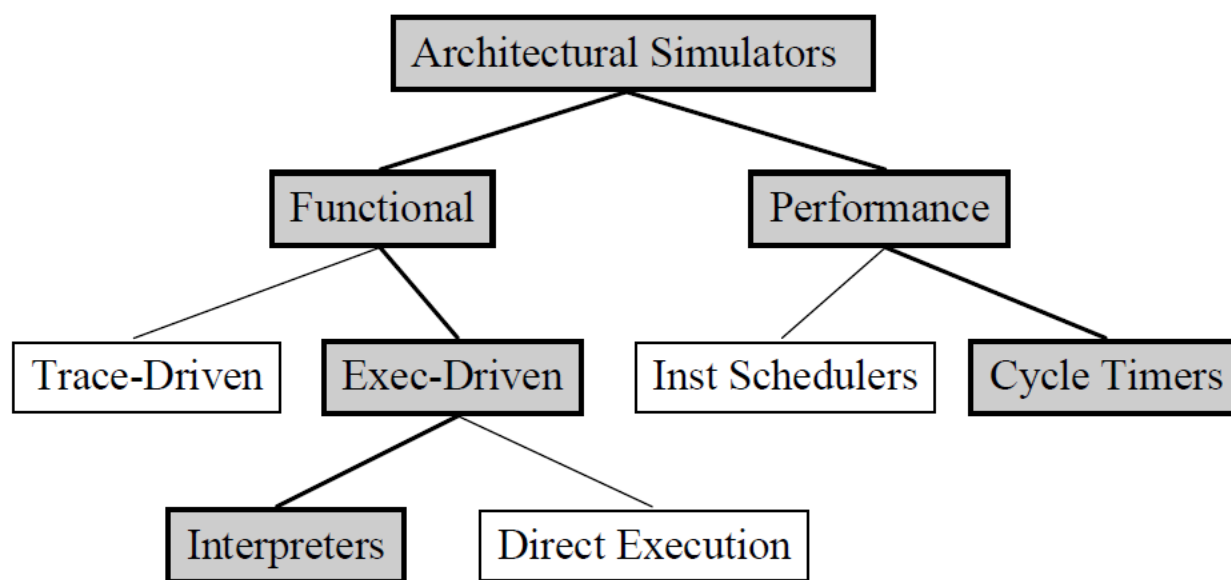 Architectural Simulators
Functional
Performance
Trace-Driven
Exec-Driven
Inst Schedulers
Cycle Timers
Interpreters
Direct Execution